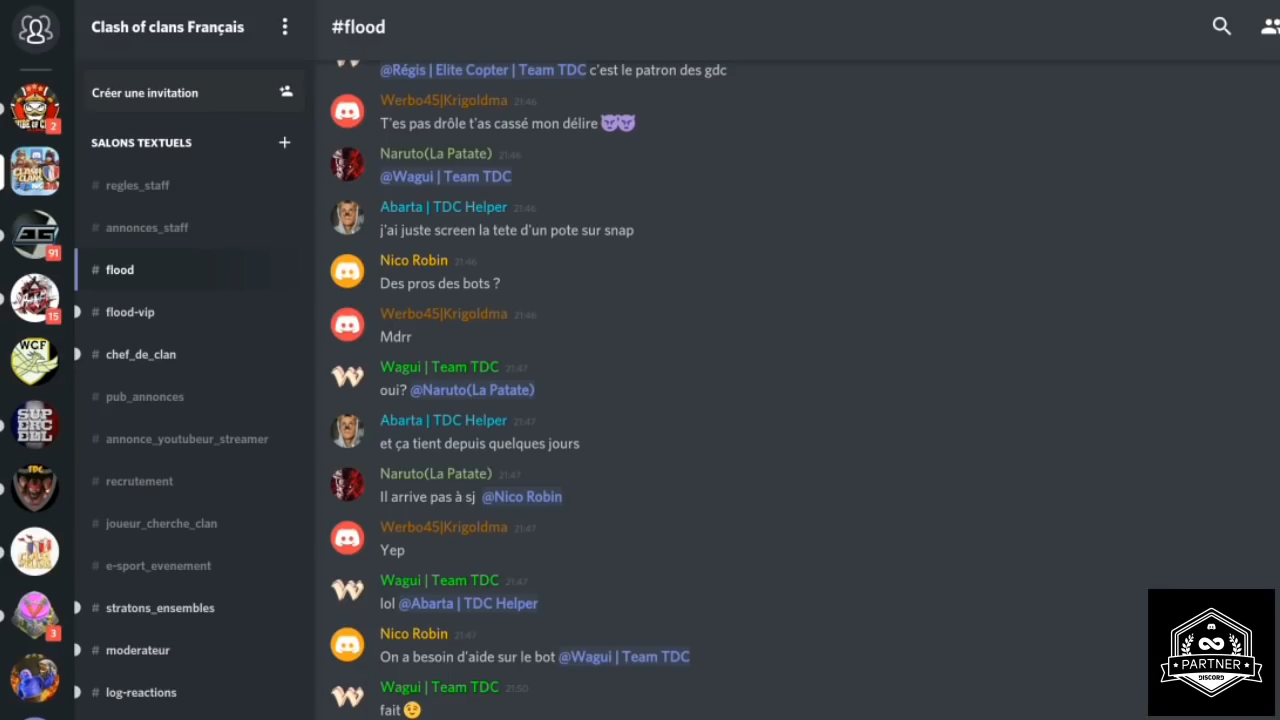 Clash of clans Français
#flood
Créer une invitation
SALONS TEXTUELS
# regles_staff
# annonces_staff
# flood
# flood-vip
# chef_de_clan
# pub_annonces
# annonce_youtubeur_streamer
# recrutement
# joueur_cherche_clan
# e-sport_evenement
# stratons_ensembles
# moderateur
# log-reactions
2
91
15
WCF
SUPERCELL
TDC
3
@Régis | Elite Copter | Team TDC c'est le patron des gdc
Werbo45|Krigoldma 21:46
T'es pas drôle t'as cassé mon délire 😈😈
Naruto(La Patate) 21:46
@Wagui | Team TDC
Abarta | TDC Helper 21:46
j'ai juste screen la tete d'un pote sur snap
Nico Robin 21:46
Des pros des bots ?
Werbo45|Krigoldma 21:46
Mdrr
Wagui | Team TDC 21:47
oui? @Naruto(La Patate)
Abarta | TDC Helper 21:47
et ça tient depuis quelques jours
Naruto(La Patate) 21:47
Il arrive pas à sj @Nico Robin
Werbo45|Krigoldma 21:47
Yep
Wagui | Team TDC 21:47
lol @Abarta | TDC Helper
Nico Robin 21:47
On a besoin d'aide sur le bot @Wagui | Team TDC
Wagui | Team TDC 21:50
fait 😉
PARTNER
DISCORD